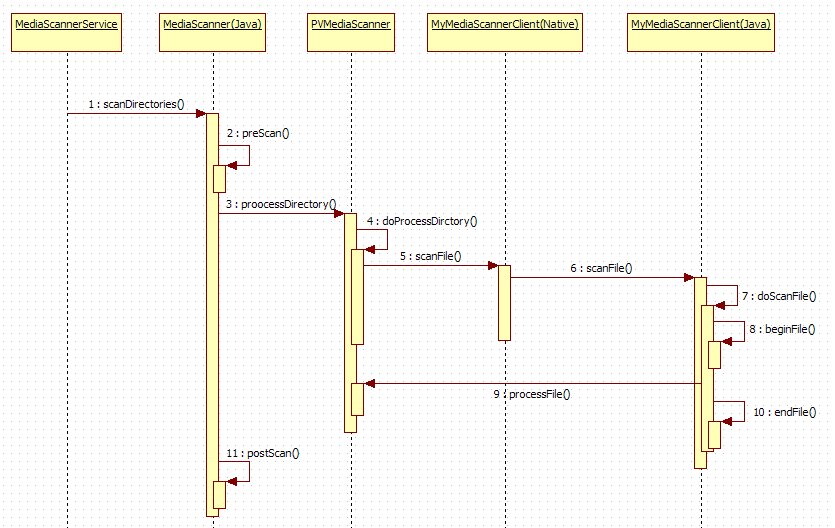 MediaScannerService
MediaScanner(Java)
PVMediaScanner
MyMediaScannerClient(Native)
MyMediaScannerClient(Java)
1 : scanDirectories()
2 : preScan()
3 : proocessDirectory()
4 : doProcessDirctory()
5 : scanFile()
6 : scanFile()
7 : doScanFile()
8 : beginFile()
9 : processFile()
10 : endFile()
11 : postScan()